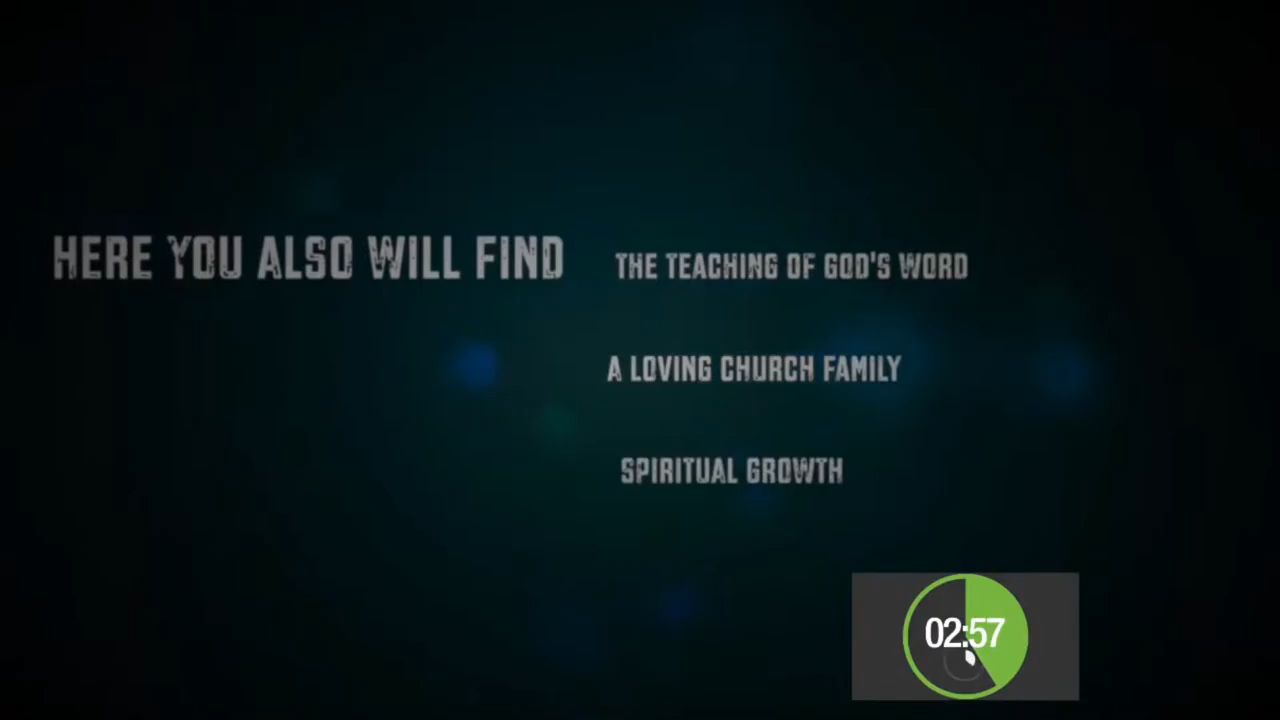 HERE YOU ALSO WILL FIND
THE TEACHING OF GOD'S WORD
A LOVING CHURCH FAMILY
SPIRITUAL GROWTH
02:57